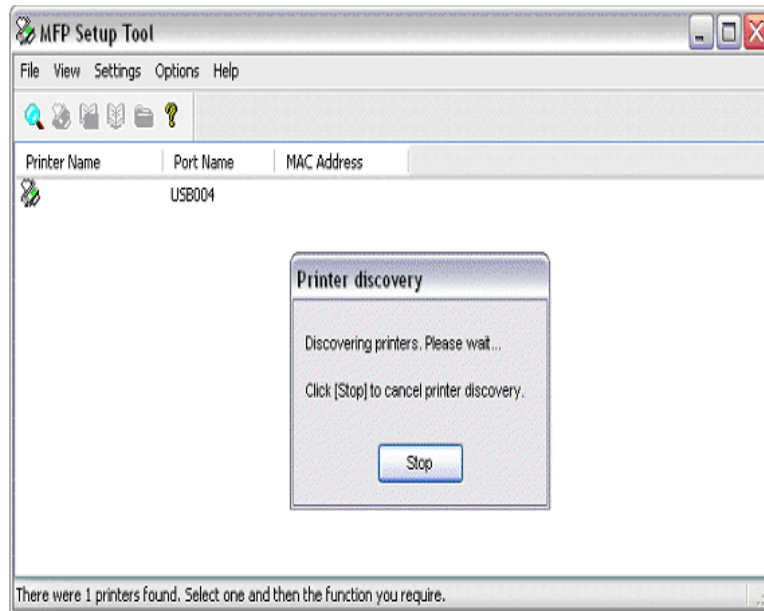 MFP Setup Tool
File View Settings Options Help
Printer Name Port Name MAC Address
USB004
Printer discovery
Discovering printers. Please wait...
Click [Stop] to cancel printer discovery.
Stop
There were 1 printers found. Select one and then the function you require.